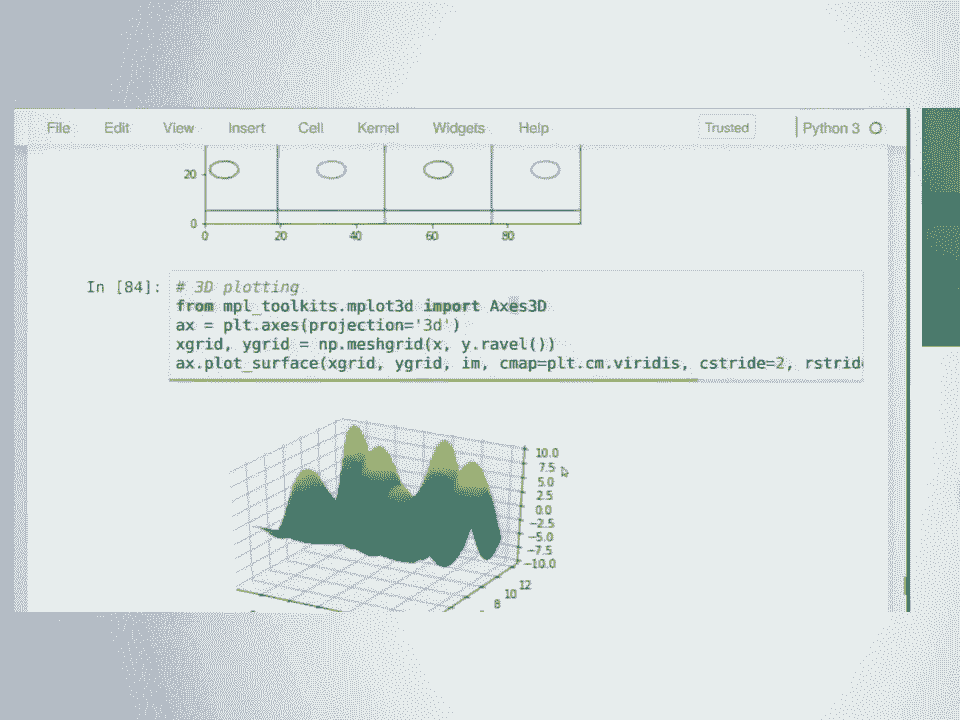 File Edit View Insert Cell Kernel Widgets Help Trusted Python 3
20
0
0 20 40 60 80
In [84]: # 3D plotting
from mpl_toolkits.mplot3d import Axes3D
ax = plt.axes(projection='3d')
xgrid, ygrid = np.meshgrid(x, y.ravel())
ax.plot_surface(xgrid, ygrid, im, cmap=plt.cm.viridis, cstride=2, rstrid
10.0
7.5
5.0
2.5
0.0
−2.5
−5.0
−7.5
−10.0
12
10
8